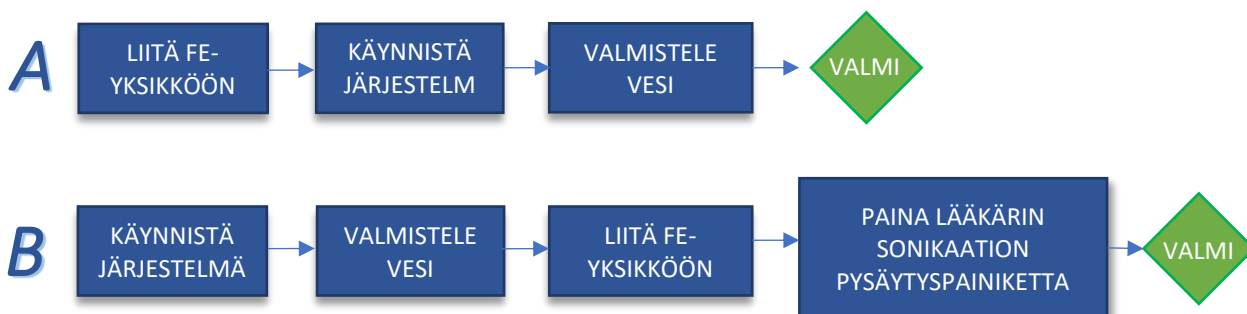 A
LIITÄ FE-
YKSIKKÖÖN
KÄYNNISTÄ
JÄRJESTELM
VALMISTELE
VESI
VALMI
B
KÄYNNISTÄ
JÄRJESTELMÄ
VALMISTELE
VESI
LIITÄ FE-
YKSIKKÖÖN
PAINA LÄÄKÄRIN
SONIKAATION
PYSÄYTYSPAINIKETTA
VALMI